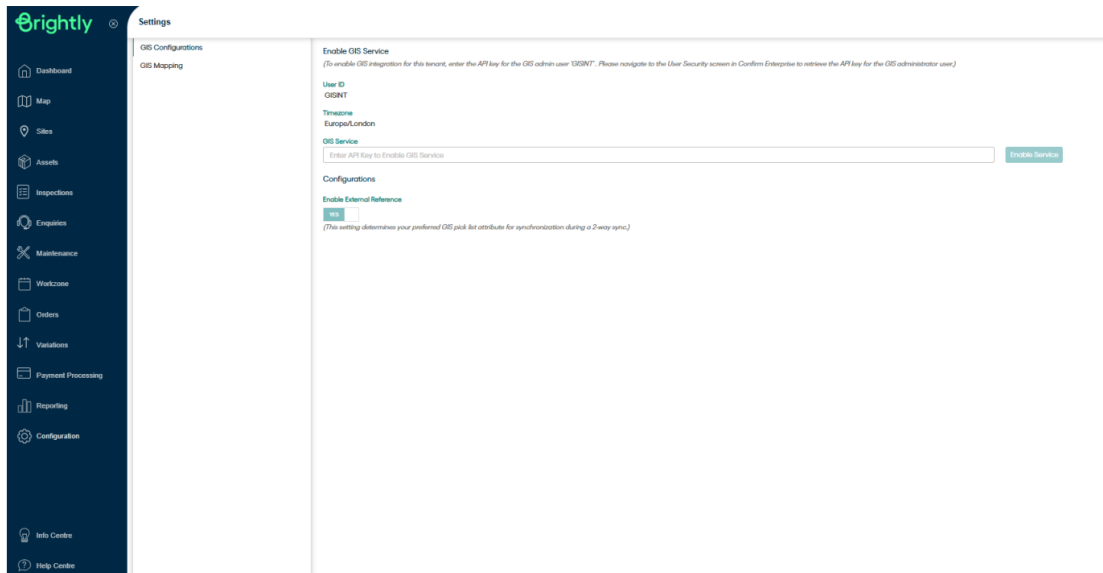 Brightly
Settings
Dashboard
Map
Sites
Assets
Inspections
Enquiries
Maintenance
Workzone
Orders
Variations
Payment Processing
Reporting
Configuration
Info Centre
Help Centre
GIS Configurations
GIS Mapping
Enable GIS Service
(To enable GIS integration for this tenant, enter the API key for the GIS admin user 'GISINT'. Please navigate to the User Security screen in Confirm Enterprise to retrieve the API key for the GIS administrator user.)
User ID
GISINT
Timezone
Europe/London
GIS Service
Enter API Key to Enable GIS Service
Enable Service
Configurations
Enable External Reference
YES
(This setting determines your preferred GIS pick list attribute for synchronization during a 2-way sync.)